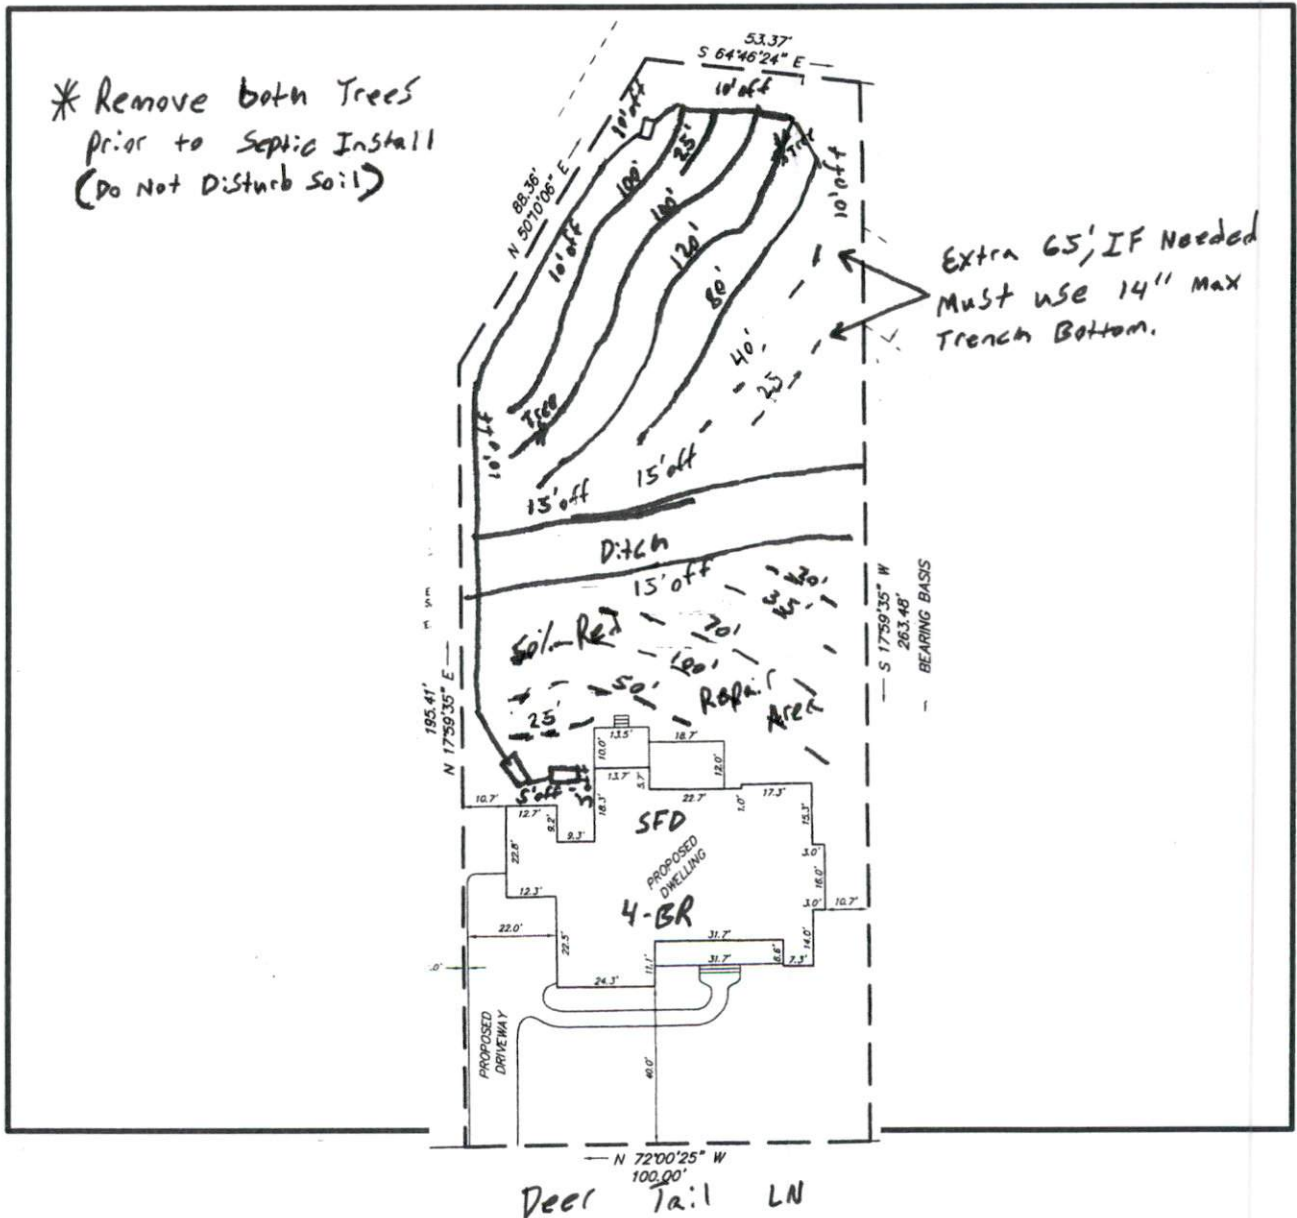 53.37'
S 64°46'24" E
* Remove both Trees
Prior to Septic Install
(Do Not Disturb Soil)
10' off
10' off
25'
Tree
100'
88.36'
N 50°10'06" E
10' off
100'
10' off
120'
80'
Extra 65', IF Needed
Must use 14" Max
Trench Bottom.
40'
25'
Tree
10' off
15' off
15' off
Ditch
15' off
20'
35'
50% Red
70'
100'
50'
Repair
Area
25'
S 17°59'35" W
263.48'
BEARING BASIS
195.41'
N 17°59'35" E
13.5'
10.0'
18.7'
12.0'
13.7'
5.7'
5' off
5' off
10.7'
12.7'
9.2'
9.3'
18.3'
22.7'
1.0'
17.3'
15.3'
SFD
PROPOSED
DWELLING
4-BR
22.8'
12.3'
3.0'
16.0'
3.0'
10.7'
22.0'
22.5'
31.7'
31.7'
8.6'
14.0'
7.3'
11.1'
24.3'
.0'
PROPOSED
DRIVEWAY
40.0'
N 72°00'25" W
100.00'
Deer Tail LN